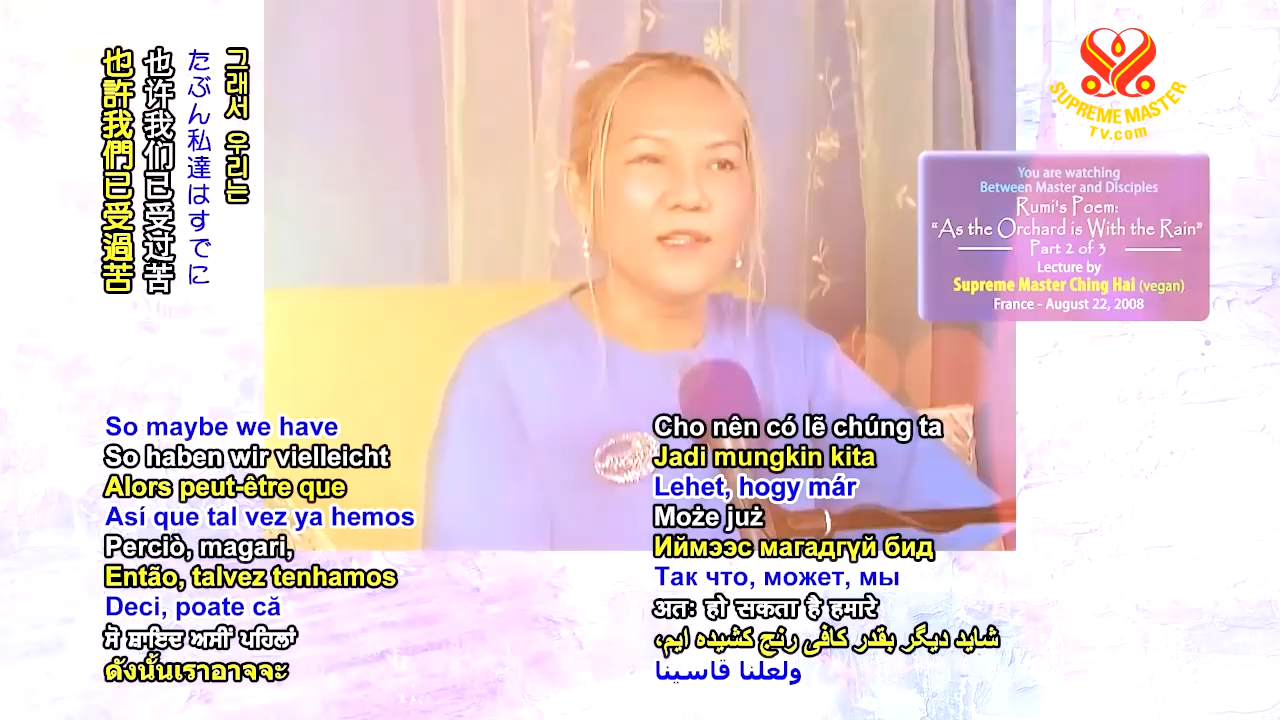 그래서 우리는
たぶん私達はすでに
也许我们已受过苦
也許我們已受過苦
SUPREME MASTER
TV.com
You are watching
Between Master and Disciples
Rumi's Poem:
“As the Orchard is With the Rain”
Part 2 of 3
Lecture by
Supreme Master Ching Hai (vegan)
France - August 22, 2008
So maybe we have
So haben wir vielleicht
Alors peut-être que
Así que tal vez ya hemos
Perciò, magari,
Então, talvez tenhamos
Deci, poate că
ਸੋ ਸ਼ਾਇਦ ਅਸੀਂ ਪਹਿਲਾਂ
ดังนั้นเราอาจจะ
Cho nên có lẽ chúng ta
Jadi mungkin kita
Lehet, hogy már
Może już
Иймээс магадгүй бид
Так что, может, мы
अतः हो सकता है हमारे
شاید دیگر بقدر کافی رنج کشیده ایم،
ولعلنا قاسينا